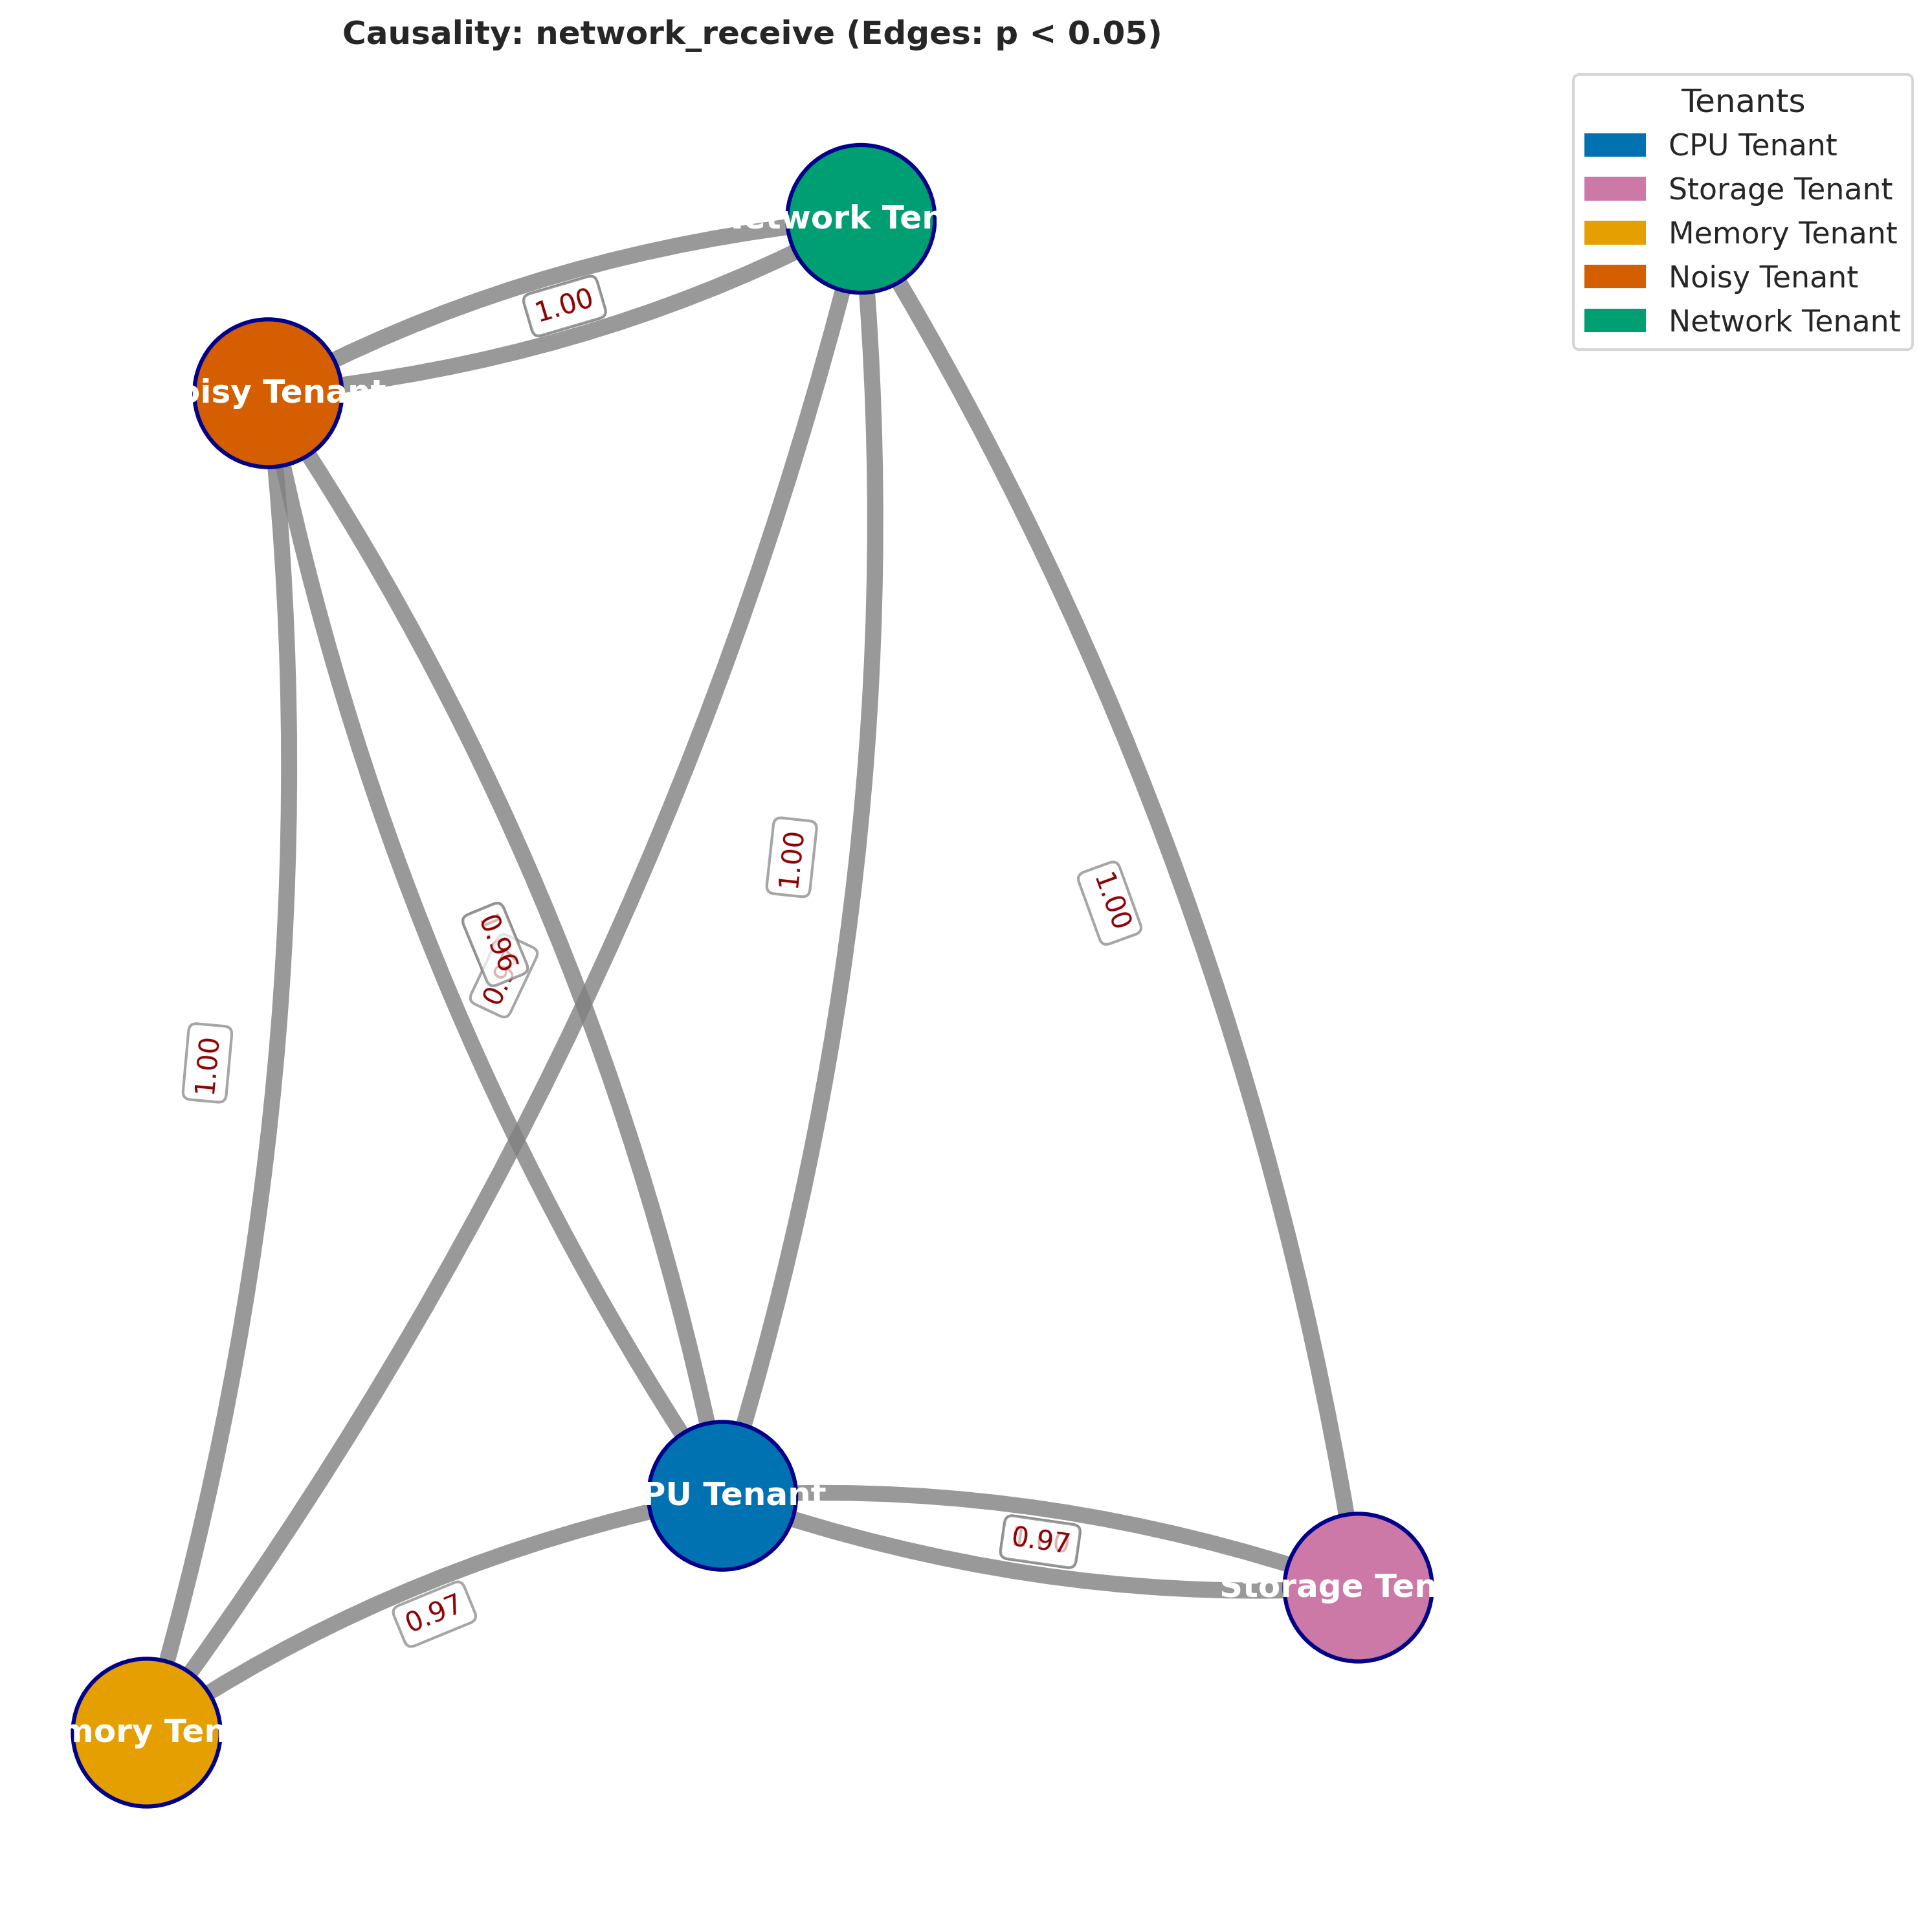 Causality: network_receive (Edges: p < 0.05)
Tenants
CPU Tenant
Storage Tenant
Memory Tenant
Noisy Tenant
Network Tenant
etwork Ten
1.00
oisy Tenant
1.00
1.00
0.96
1.00
PU Tenant
0.97
Storage Ten
0.97
mory Ten